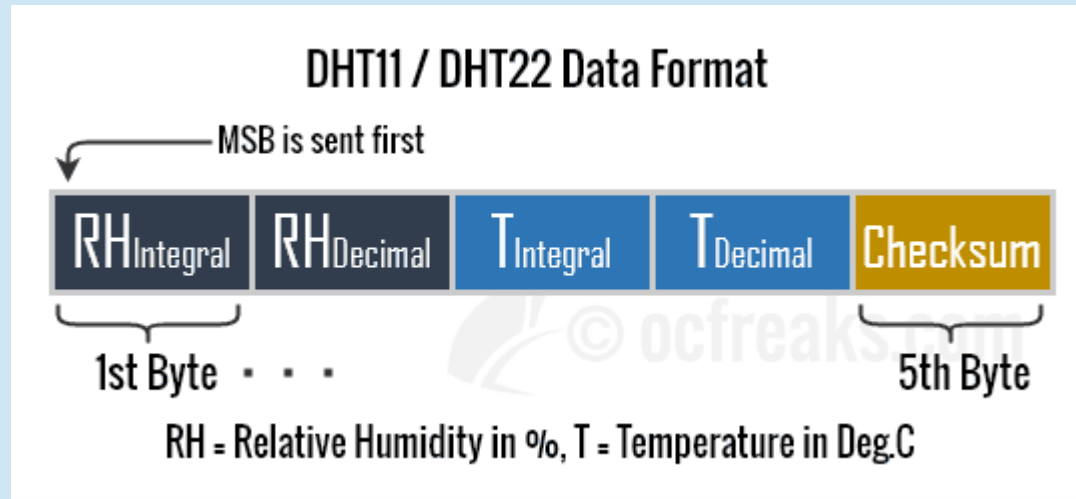 DHT11 / DHT22 Data Format
MSB is sent first
RHIntegral RHDecimal TIntegral TDecimal Checksum
© ocfreaks.com
1st Byte . . . 5th Byte
RH = Relative Humidity in %, T = Temperature in Deg.C